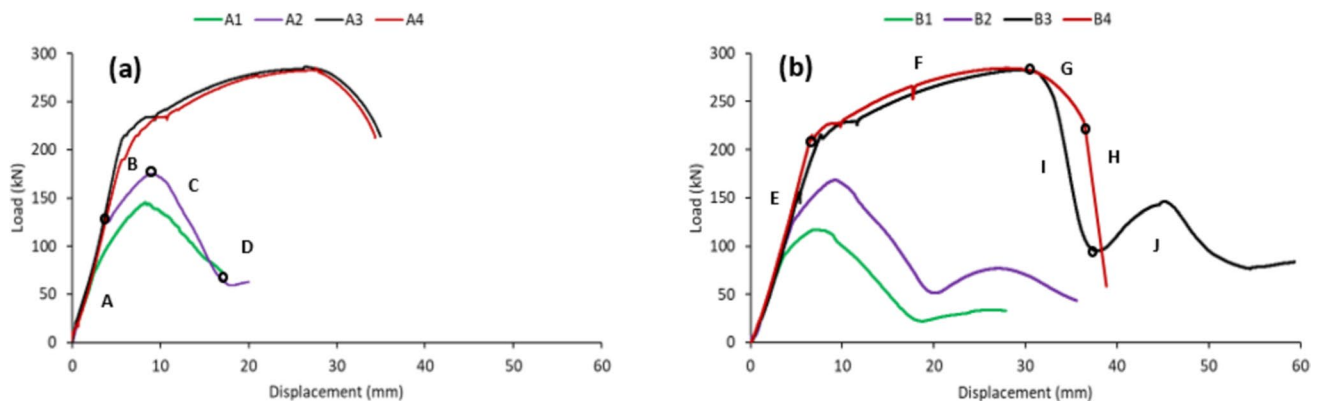 A1 A2 A3 A4
(a)
Load (kN)
300
250
200
150
100
50
0
A
B
C
D
0 10 20 30 40 50 60
Displacement (mm)
B1 B2 B3 B4
(b)
Load (kN)
300
250
200
150
100
50
0
E
F
G
H
I
J
0 10 20 30 40 50 60
Displacement (mm)